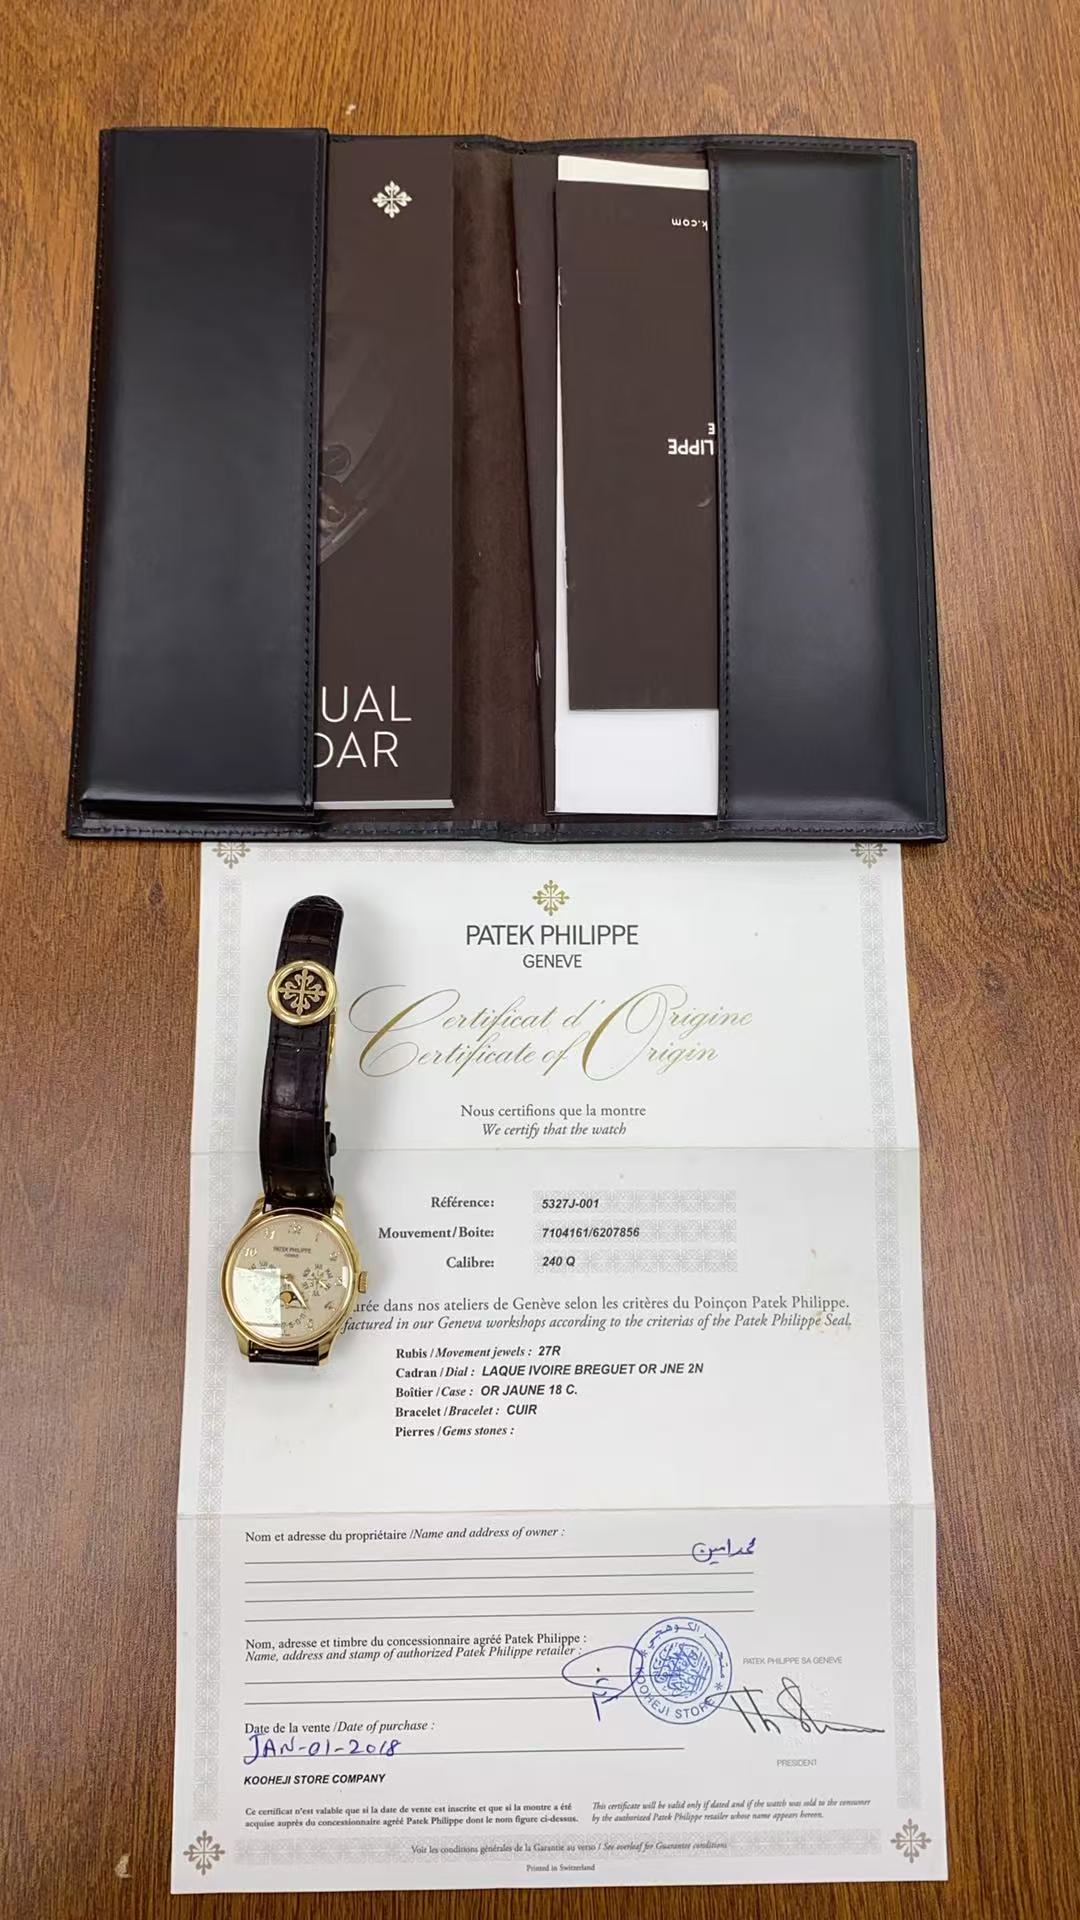 UAL
DAR
k.com
E
LIPPE
PATEK PHILIPPE
GENEVE
Certificat d'Origine
Certificate of Origin
Nous certifions que la montre
We certify that the watch
Référence: 5327J-001
Mouvement/Boite: 7104161/6207856
Calibre: 240 Q
urée dans nos ateliers de Genève selon les critères du Poinçon Patek Philippe.
factured in our Geneva workshops according to the criterias of the Patek Philippe Seal.
Rubis / Movement jewels : 27R
Cadran / Dial : LAQUE IVOIRE BREGUET OR JNE 2N
Boîtier / Case : OR JAUNE 18 C.
Bracelet / Bracelet : CUIR
Pierres / Gems stones :
PATEK PHILIPPE
GENEVE
Nom et adresse du propriétaire /Name and address of owner :
محمد امين
Nom, adresse et timbre du concessionnaire agréé Patek Philippe :
Name, address and stamp of authorized Patek Philippe retailer :
متجر الكوهجي
KOOHEJI STORE
PATEK PHILIPPE SA GENEVE
PRESIDENT
Date de la vente /Date of purchase :
JAN-01-2018
KOOHEJI STORE COMPANY
Ce certificat n'est valable que si la date de vente est inscrite et que si la montre a été
acquise auprès du concessionnaire agréé Patek Philippe dont le nom figure ci-dessus.
This certificate will be valid only if dated and if the watch was sold to the consumer
by the authorized Patek Philippe retailer whose name appears hereon.
Voir les conditions générales de la Garantie au verso / See overleaf for Guarantee conditions
Printed in Switzerland